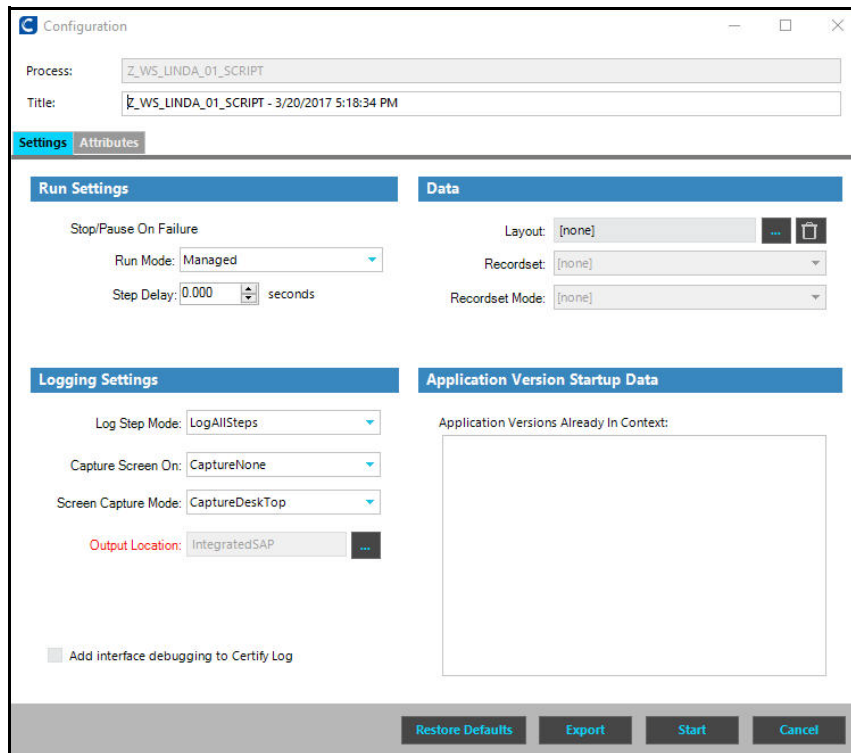 Configuration
Process: Z_WS_LINDA_01_SCRIPT
Title: Z_WS_LINDA_01_SCRIPT - 3/20/2017 5:18:34 PM
Settings Attributes
Run Settings
Stop/Pause On Failure
Run Mode: Managed
Step Delay: 0.000 seconds
Data
Layout: [none] ...
Recordset: [none]
Recordset Mode: [none]
Logging Settings
Log Step Mode: LogAllSteps
Capture Screen On: CaptureNone
Screen Capture Mode: CaptureDeskTop
Output Location: IntegratedSAP ...
Add interface debugging to Certify Log
Application Version Startup Data
Application Versions Already In Context:
Restore Defaults Export Start Cancel